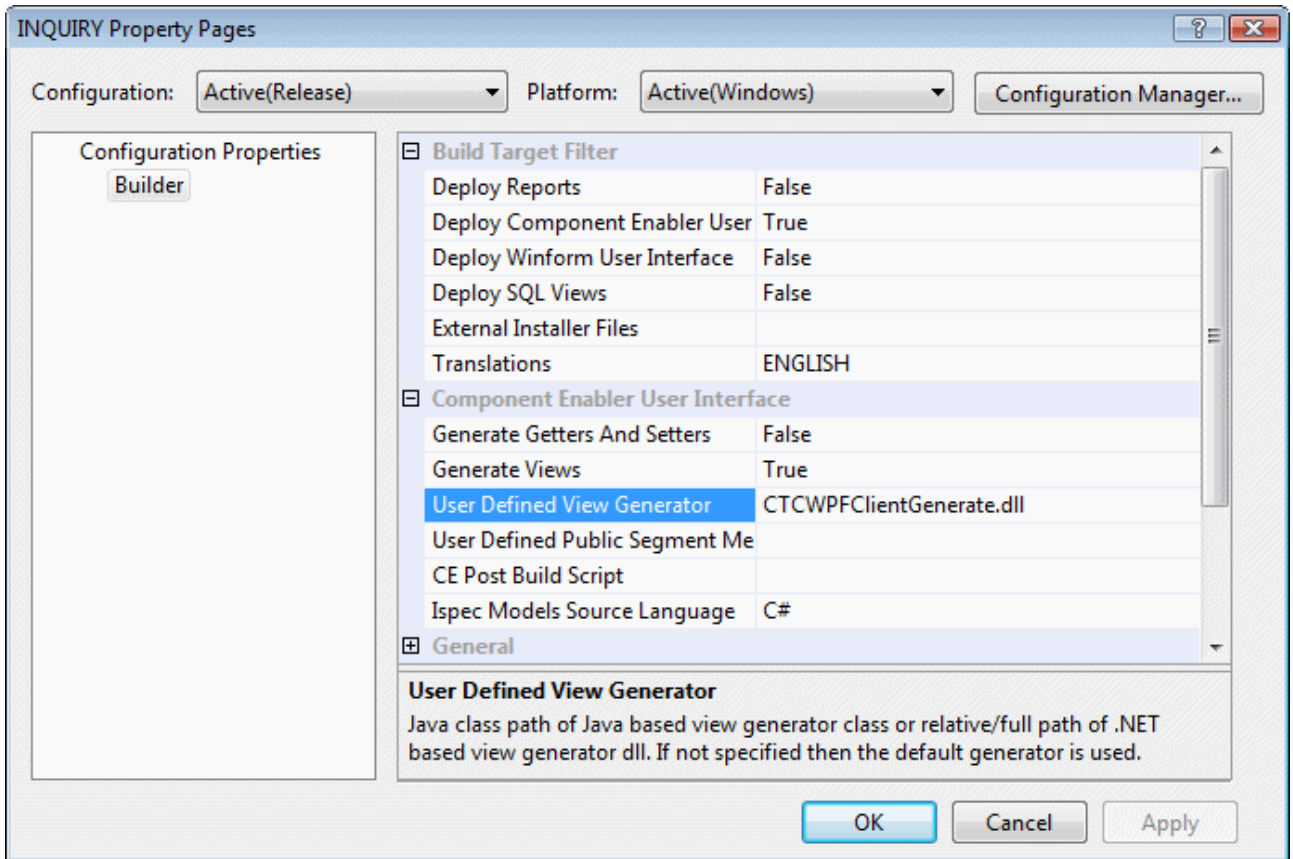 INQUIRY Property Pages
Configuration: Active(Release) Platform: Active(Windows) Configuration Manager...
Configuration Properties
Builder
Build Target Filter
Deploy Reports False
Deploy Component Enabler User True
Deploy Winform User Interface False
Deploy SQL Views False
External Installer Files
Translations ENGLISH
Component Enabler User Interface
Generate Getters And Setters False
Generate Views True
User Defined View Generator CTCWPFClientGenerate.dll
User Defined Public Segment Me
CE Post Build Script
Ispec Models Source Language C#
General
User Defined View Generator
Java class path of Java based view generator class or relative/full path of .NET
based view generator dll. If not specified then the default generator is used.
OK Cancel Apply